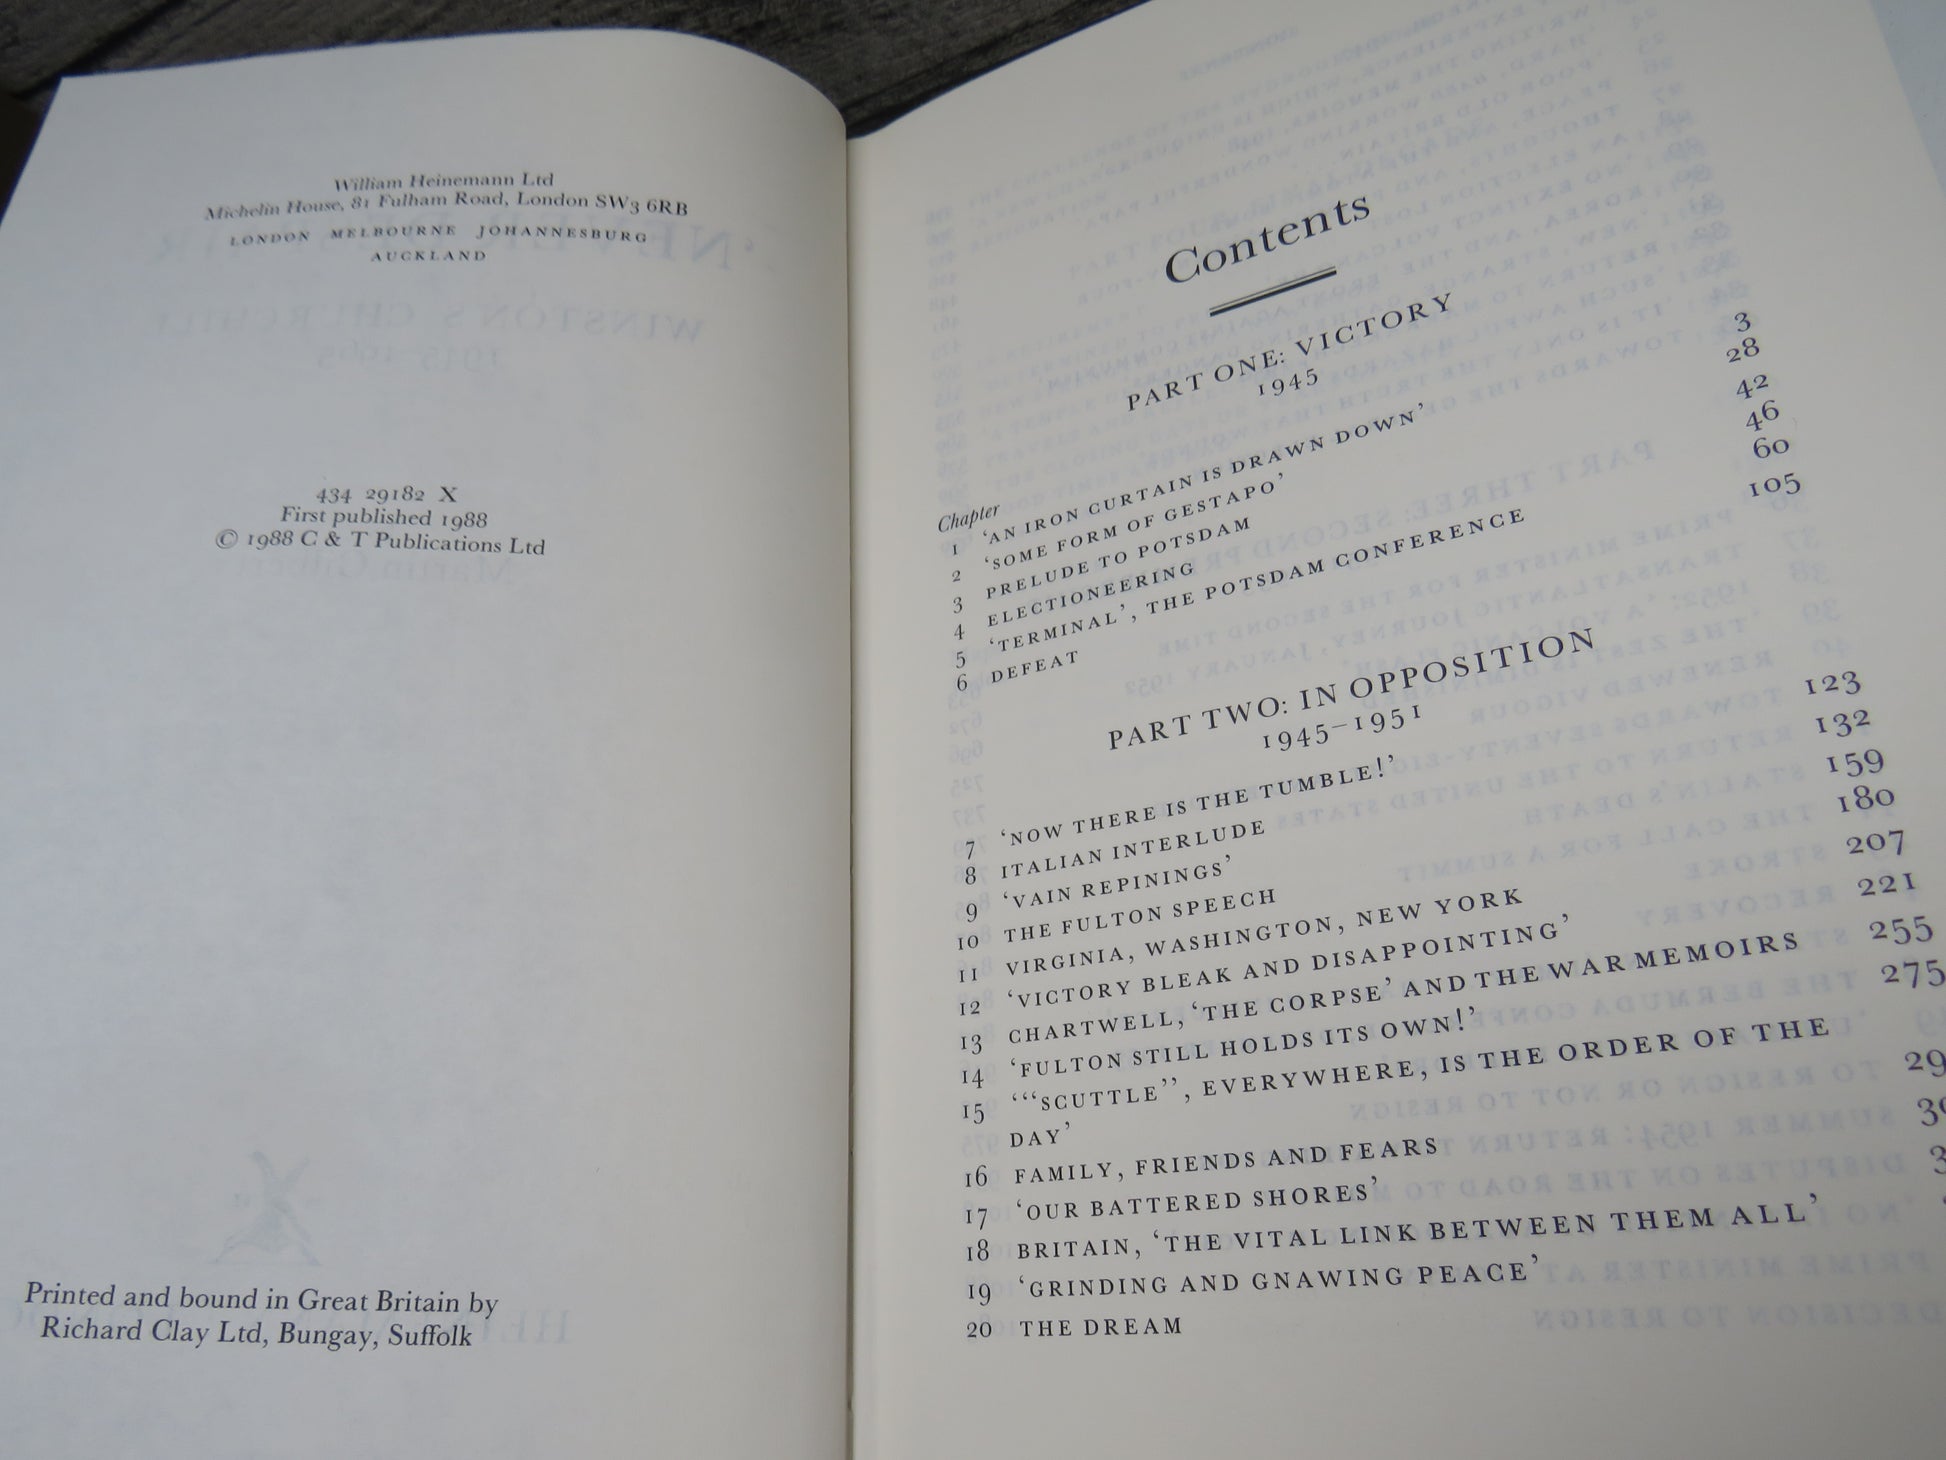 William Heinemann Ltd
Michelin House, 81 Fulham Road, London SW3 6RB
LONDON MELBOURNE JOHANNESBURG
AUCKLAND
434 29182 X
First published 1988
© 1988 C & T Publications Ltd
Printed and bound in Great Britain by
Richard Clay Ltd, Bungay, Suffolk
Contents
PART ONE: VICTORY
1945
Chapter
1 ‘AN IRON CURTAIN IS DRAWN DOWN’ 3
2 ‘SOME FORM OF GESTAPO’ 28
3 PRELUDE TO POTSDAM 42
4 ELECTIONEERING 46
5 ‘TERMINAL’, THE POTSDAM CONFERENCE 60
6 DEFEAT 105
PART TWO: IN OPPOSITION
1945–1951
7 ‘NOW THERE IS THE TUMBLE!’ 123
8 ITALIAN INTERLUDE 132
9 ‘VAIN REPININGS’ 159
10 THE FULTON SPEECH 180
11 VIRGINIA, WASHINGTON, NEW YORK 207
12 ‘VICTORY BLEAK AND DISAPPOINTING’ 221
13 CHARTWELL, ‘THE CORPSE’ AND THE WAR MEMOIRS 255
14 ‘FULTON STILL HOLDS ITS OWN!’ 275
15 ‘“SCUTTLE”, EVERYWHERE, IS THE ORDER OF THE
DAY’
16 FAMILY, FRIENDS AND FEARS
17 ‘OUR BATTERED SHORES’
18 BRITAIN, ‘THE VITAL LINK BETWEEN THEM ALL’
19 ‘GRINDING AND GNAWING PEACE’
20 THE DREAM